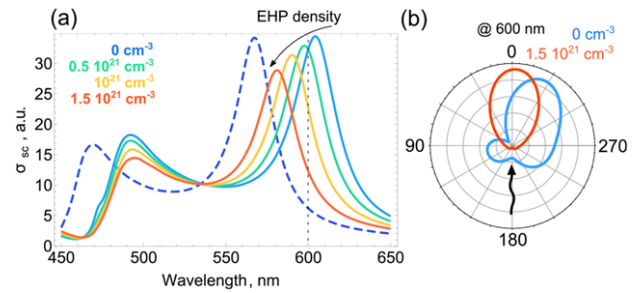 (a)
EHP density
0 cm⁻³
0.5 10²¹ cm⁻³
10²¹ cm⁻³
1.5 10²¹ cm⁻³
σ sc, a.u.
30
25
20
15
10
5
0
450 500 550 600 650
Wavelength, nm
(b)
@ 600 nm
0 cm⁻³
1.5 10²¹ cm⁻³
0
90
270
180